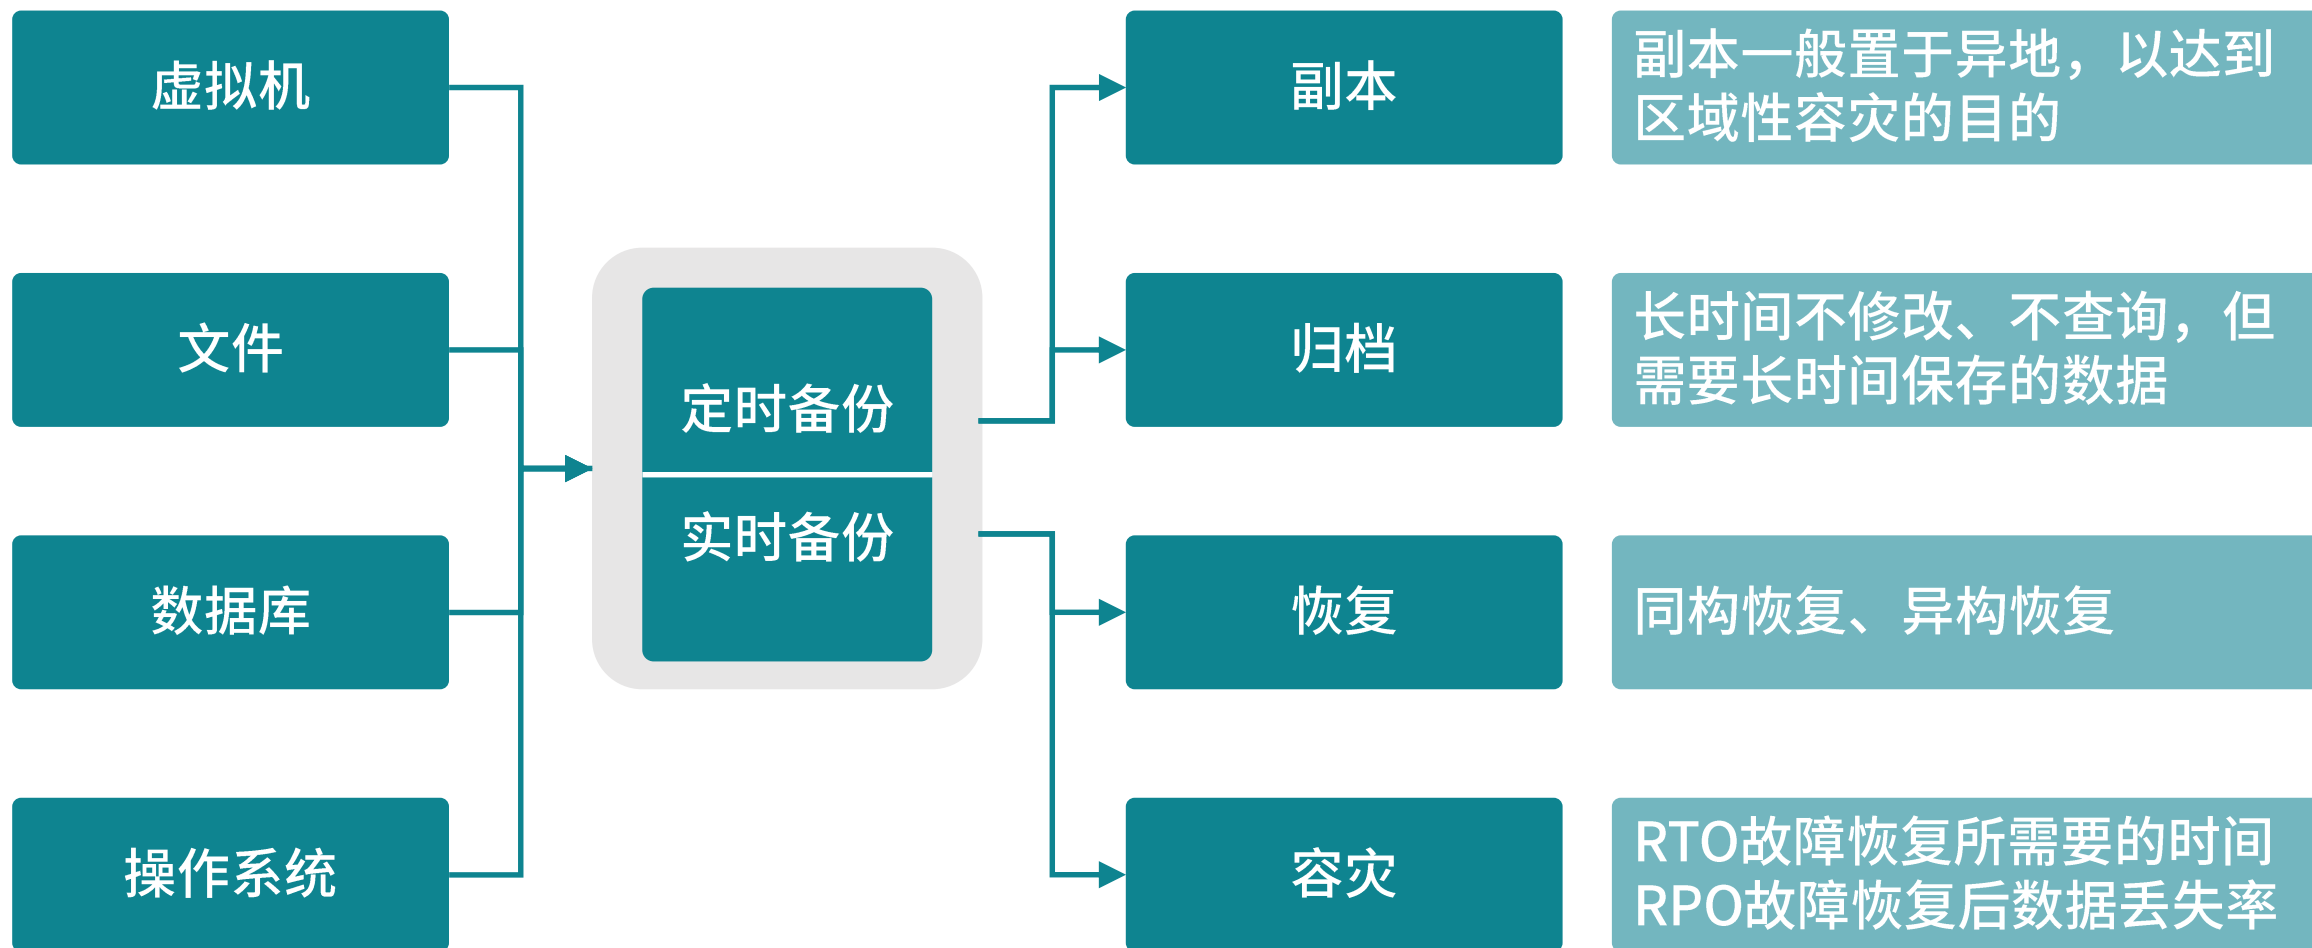 虚拟机
文件
数据库
操作系统
定时备份
实时备份
副本
副本一般置于异地，以达到
区域性容灾的目的
归档
长时间不修改、不查询，但
需要长时间保存的数据
恢复
同构恢复、异构恢复
容灾
RTO故障恢复所需要的时间
RPO故障恢复后数据丢失率